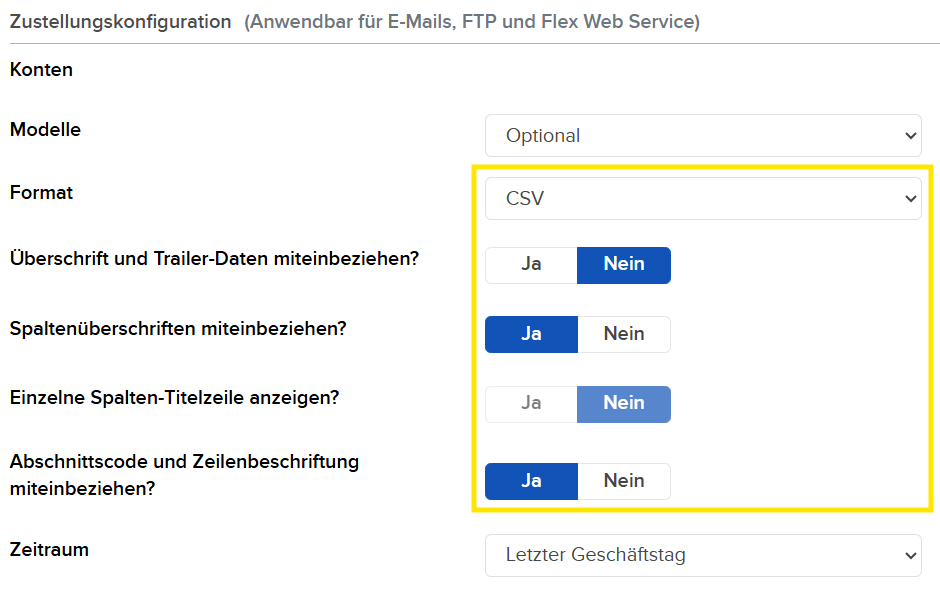 Zustellungskonfiguration (Anwendbar für E-Mails, FTP und Flex Web Service)
Konten
Modelle
Optional
Format
CSV
Überschrift und Trailer-Daten miteinbeziehen?
Ja Nein
Spaltenüberschriften miteinbeziehen?
Ja Nein
Einzelne Spalten-Titelzeile anzeigen?
Ja Nein
Abschnittscode und Zeilenbeschriftung
miteinbeziehen?
Ja Nein
Zeitraum
Letzter Geschäftstag